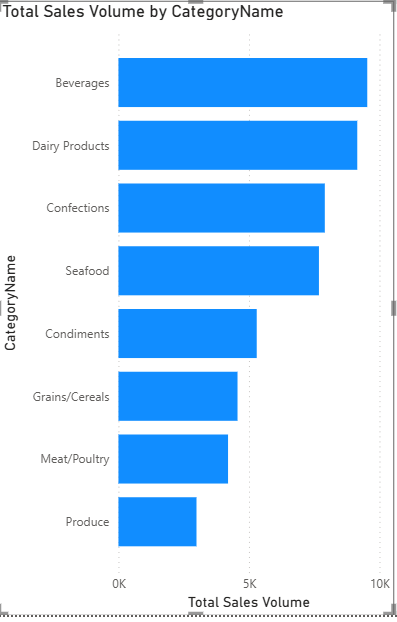 Total Sales Volume by CategoryName
Beverages
Dairy Products
Confections
Seafood
Condiments
Grains/Cereals
Meat/Poultry
Produce
CategoryName
0K 5K 10K
Total Sales Volume